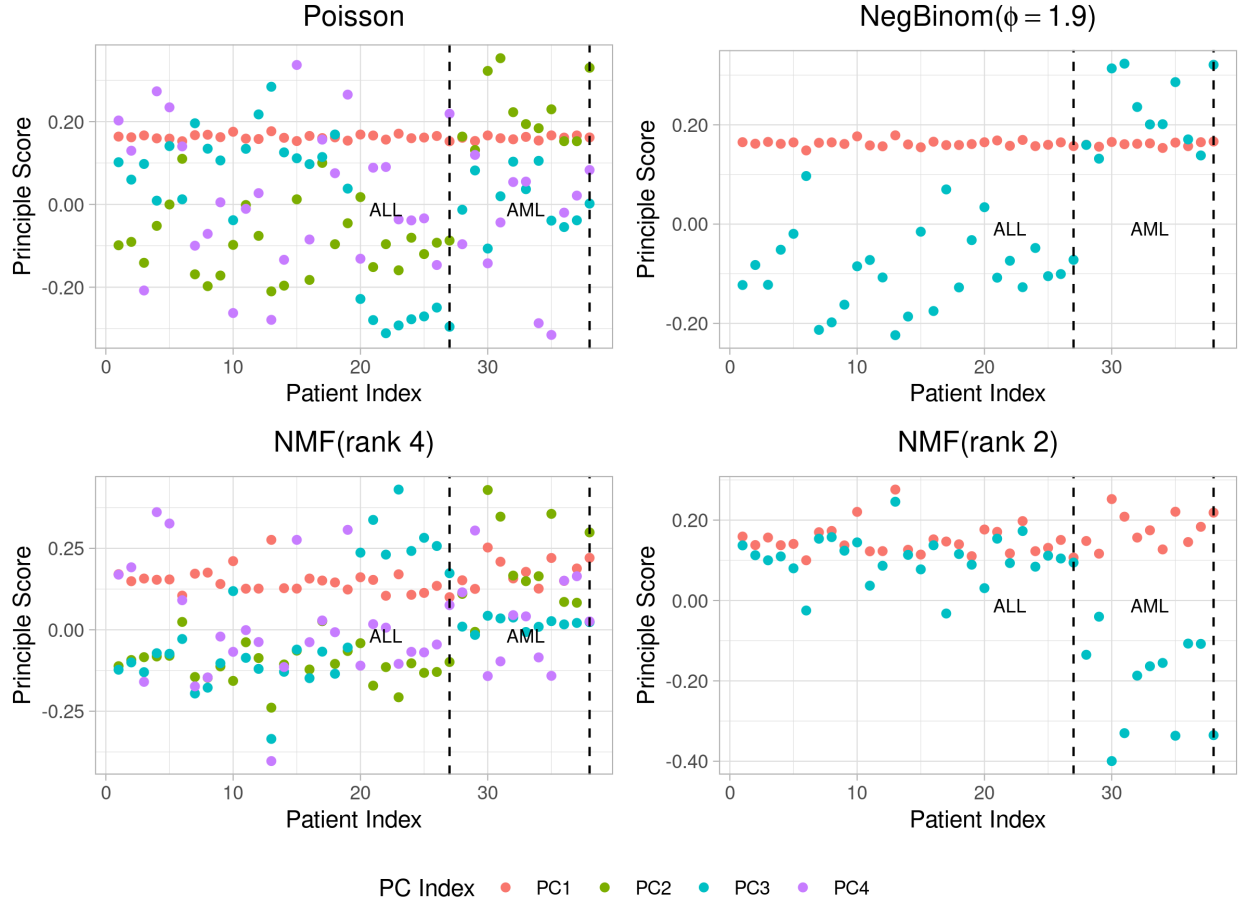 Poisson
NegBinom(ϕ = 1.9)
Principle Score
0.20
0.00
-0.20
ALL
AML
0
10
20
30
Patient Index
Principle Score
0.20
0.00
-0.20
ALL
AML
0
10
20
30
Patient Index
NMF(rank 4)
NMF(rank 2)
Principle Score
0.25
0.00
-0.25
ALL
AML
0
10
20
30
Patient Index
Principle Score
0.20
0.00
-0.20
-0.40
ALL
AML
0
10
20
30
Patient Index
PC Index PC1 PC2 PC3 PC4